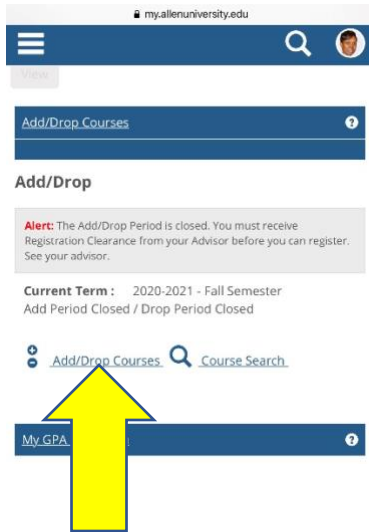 my.allenuniversity.edu
View
Add/Drop Courses
Add/Drop
Alert: The Add/Drop Period is closed. You must receive
Registration Clearance from your Advisor before you can register.
See your advisor.
Current Term : 2020-2021 - Fall Semester
Add Period Closed / Drop Period Closed
Add/Drop Courses Course Search
My GPA